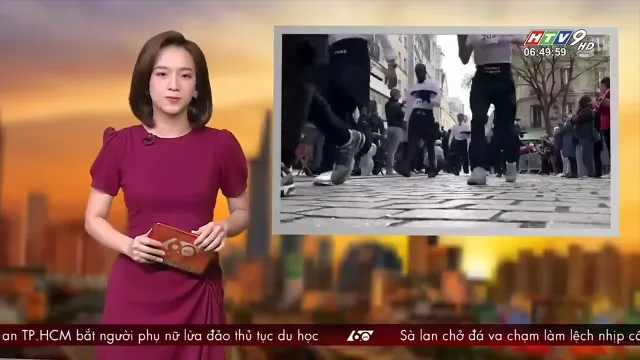 HTV9 HD
06:49:59
an TP.HCM bắt người phụ nữ lừa đảo thủ tục du học
60
Sà lan chở đá va chạm làm lệch nhịp